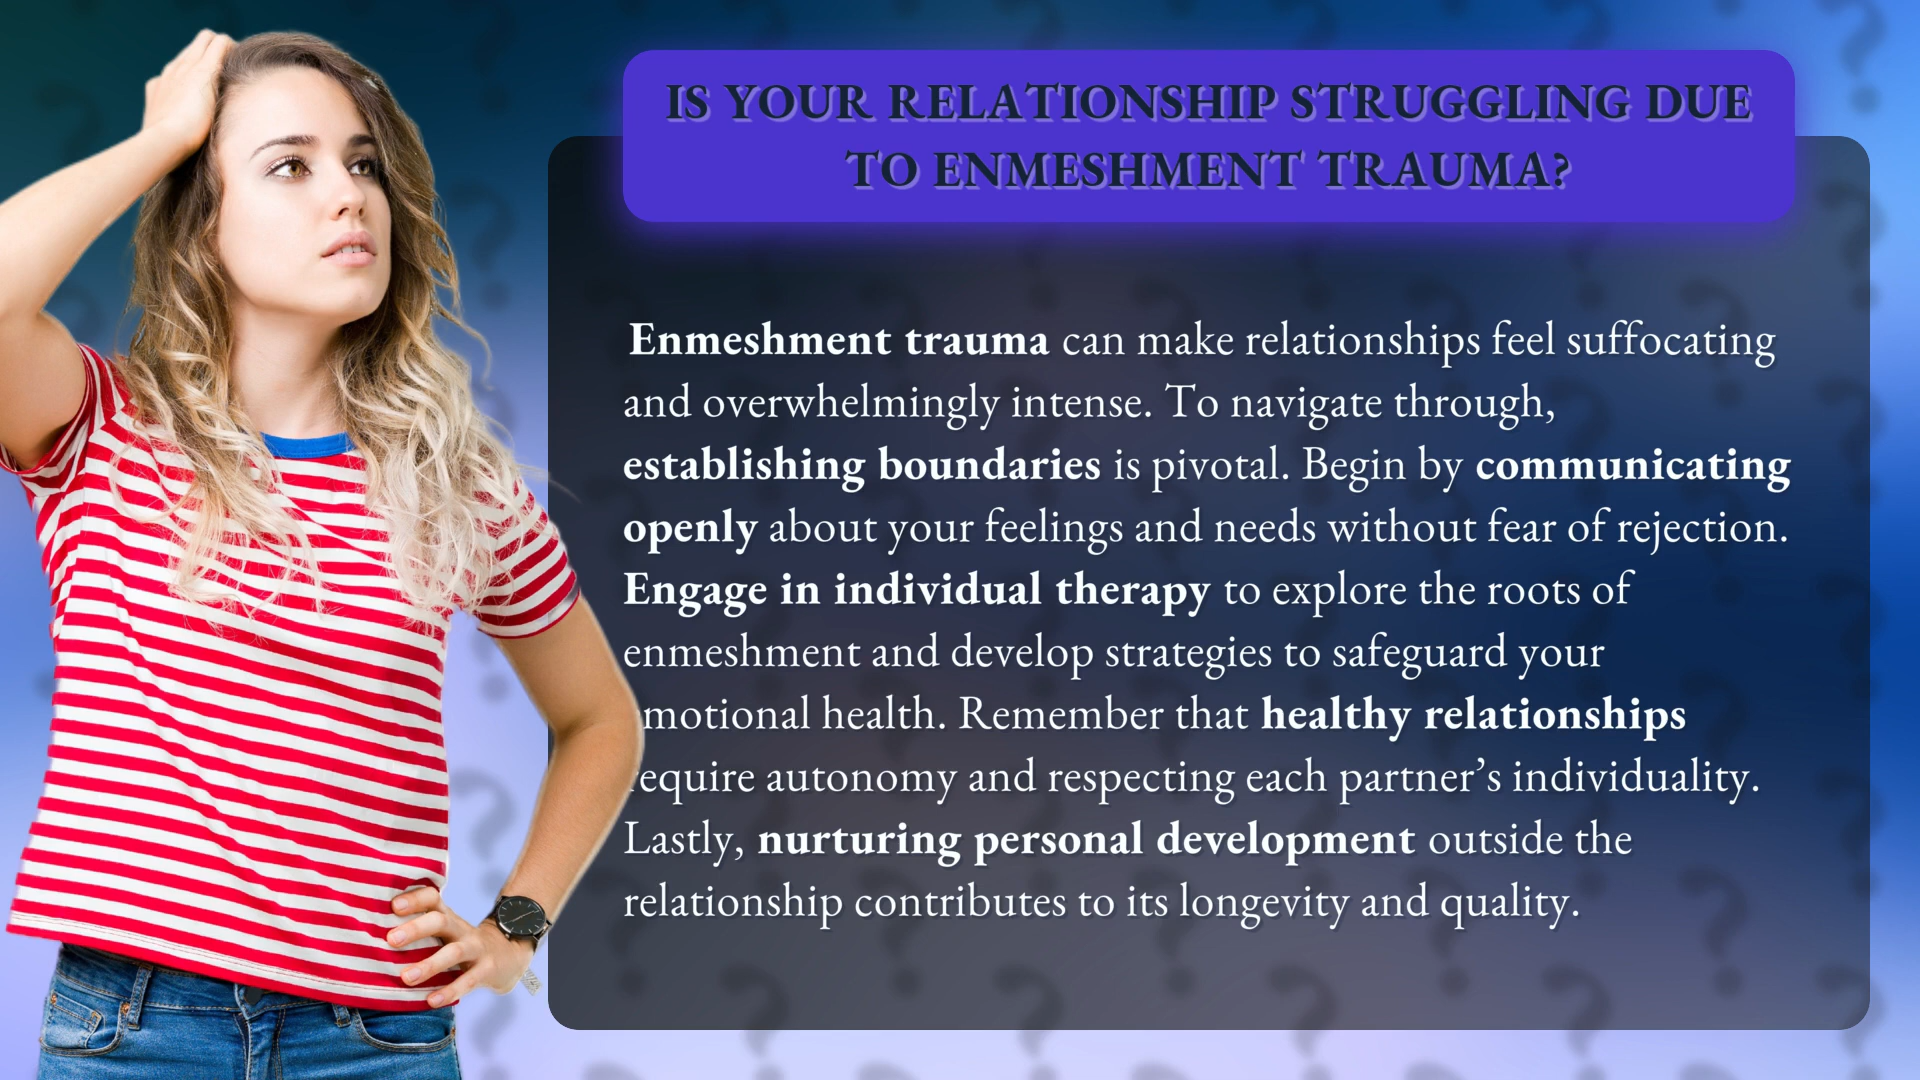 IS YOUR RELATIONSHIP STRUGGLING DUE
TO ENMESHMENT TRAUMA?
Enmeshment trauma can make relationships feel suffocating
and overwhelmingly intense. To navigate through,
establishing boundaries is pivotal. Begin by communicating
openly about your feelings and needs without fear of rejection.
Engage in individual therapy to explore the roots of
enmeshment and develop strategies to safeguard your
emotional health. Remember that healthy relationships
require autonomy and respecting each partner’s individuality.
Lastly, nurturing personal development outside the
relationship contributes to its longevity and quality.